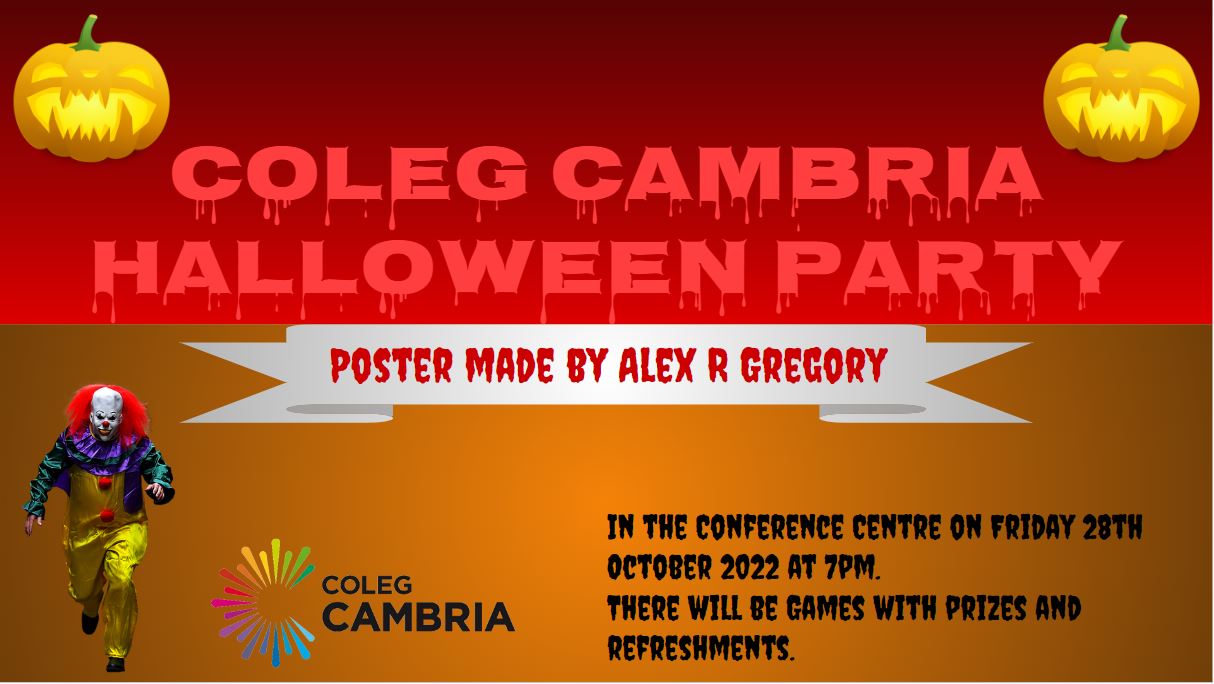 COLEG CAMBRIA
HALLOWEEN PARTY
POSTER MADE BY ALEX R GREGORY
IN THE CONFERENCE CENTRE ON FRIDAY 28TH
OCTOBER 2022 AT 7PM.
THERE WILL BE GAMES WITH PRIZES AND
REFRESHMENTS.
COLEG
CAMBRIA